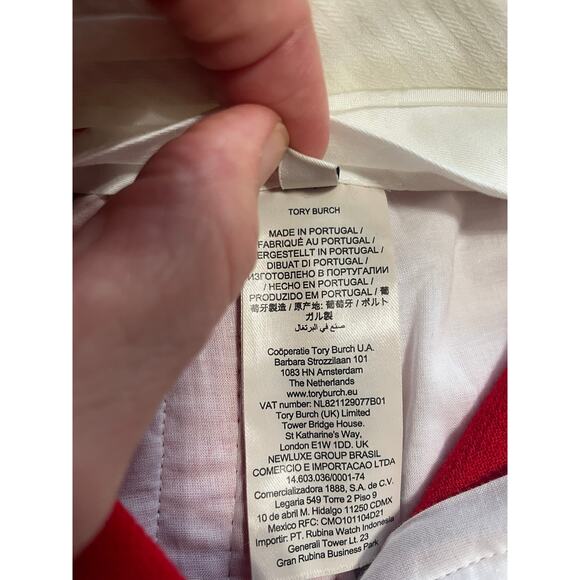 TORY BURCH
MADE IN PORTUGAL /
FABRIQUÉ AU PORTUGAL /
ERGESTELLT IN PORTUGAL /
DIBUAT DI PORTUGAL /
ИЗГОТОВЛЕНО В ПОРТУГАЛИИ
/ HECHO EN PORTUGAL /
PRODUZIDO EM PORTUGAL / 葡
萄牙製造 / 原产地: 葡萄牙 / ポルト
ガル製
صنع في البرتغال
Coöperatie Tory Burch U.A.
Barbara Strozzilaan 101
1083 HN Amsterdam
The Netherlands
www.toryburch.com
VAT number: NL821129077B01
Tory Burch (UK) Limited
Tower Bridge House.
St Katharine's Way,
London E1W 1DD. UK
NEWLUXE GROUP BRASIL
COMERCIO E IMPORTACAO LTDA
14.603.036/0001-74
Comercializadora 1888, S.A. de C.V.
Legaria 549 Torre 2 Piso 9
10 de abril M. Hidalgo 11250 CDMX
Mexico RFC: CMO101104D21
Importir: PT. Rubina Watch Indonesia
Generali Tower Lt. 23
Gran Rubina Business Park